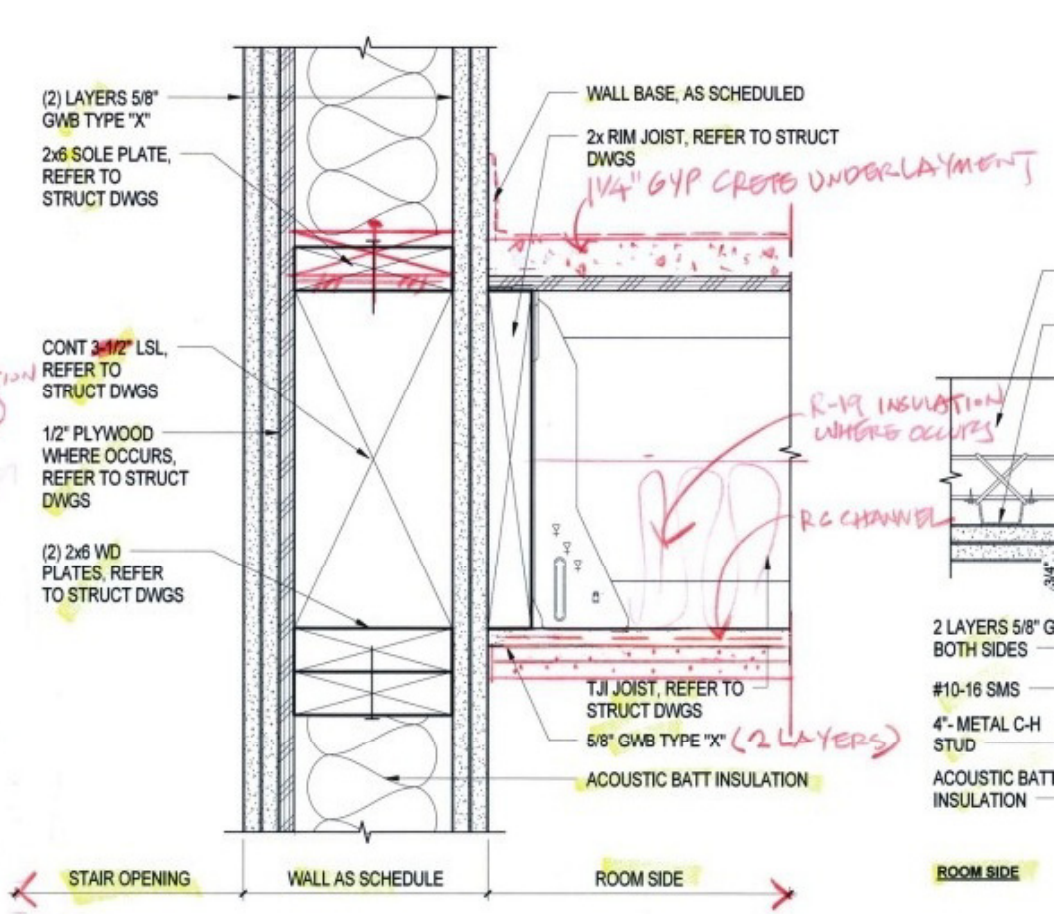 (2) LAYERS 5/8"
GWB TYPE "X"
2x6 SOLE PLATE,
REFER TO
STRUCT DWGS
CONT 3-1/2" LSL,
REFER TO
STRUCT DWGS
1/2" PLYWOOD
WHERE OCCURS,
REFER TO STRUCT
DWGS
(2) 2x6 WD
PLATES, REFER
TO STRUCT DWGS
WALL BASE, AS SCHEDULED
2x RIM JOIST, REFER TO STRUCT
DWGS
1 1/4" GYP CRETE UNDERLAYMENT
R-19 INSULATION
WHERE OCCURS
RC CHANNEL
TJI JOIST, REFER TO
STRUCT DWGS
5/8" GWB TYPE "X" (2 LAYERS)
ACOUSTIC BATT INSULATION
3/4"
2 LAYERS 5/8" G
BOTH SIDES
#10-16 SMS
4"- METAL C-H
STUD
ACOUSTIC BATT
INSULATION
ROOM SIDE
STAIR OPENING
WALL AS SCHEDULE
ROOM SIDE